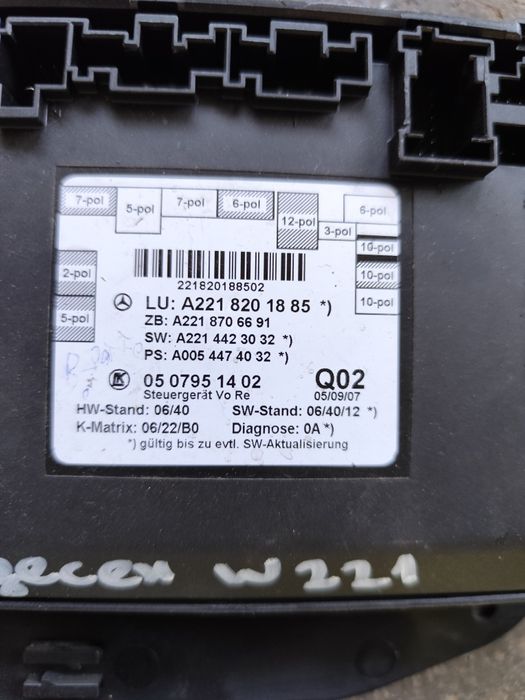 7-pol
5-pol
7-pol
6-pol
12-pol
3-pol
6-pol
10-pol
10-pol
10-pol
2-pol
5-pol
221820188502
LU: A221 820 18 85 *)
ZB: A221 870 66 91
SW: A221 442 30 32 *)
PS: A005 447 40 32 *)
05 0795 14 02 Q02
Steuergerät Vo Re 05/09/07
HW-Stand: 06/40 SW-Stand: 06/40/12 *)
K-Matrix: 06/22/B0 Diagnose: 0A *)
*) gültig bis zu evtl. SW-Aktualisierung
десен W221